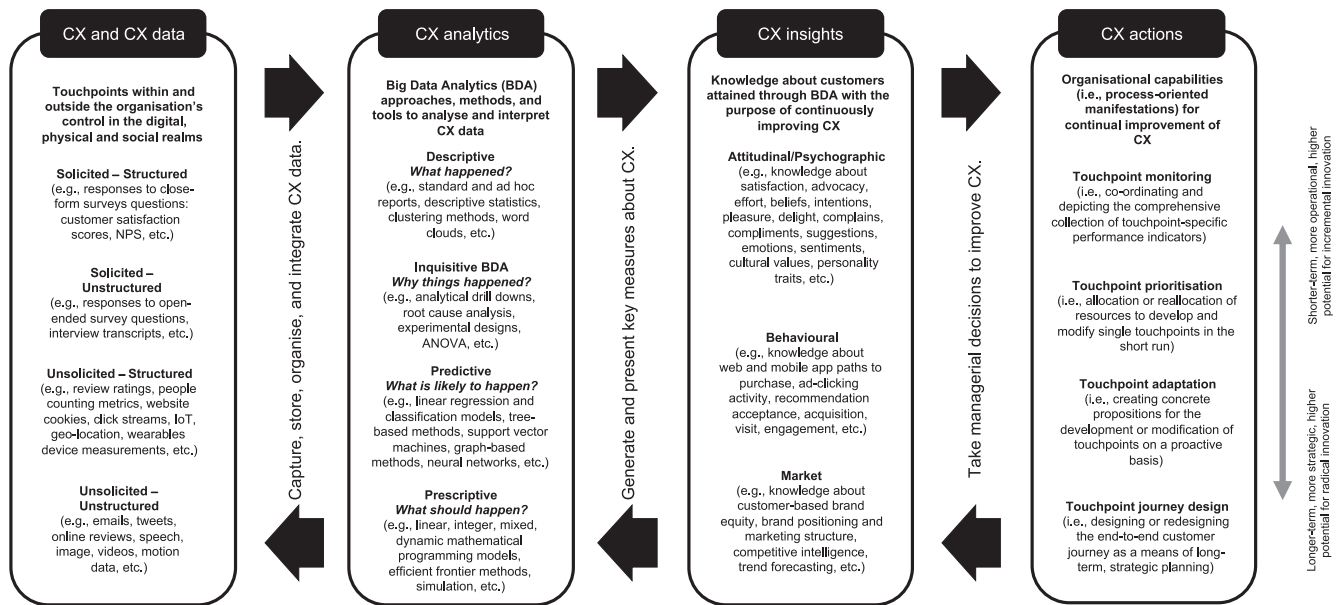 CX and CX data
Touchpoints within and
outside the organisation's
control in the digital,
physical and social realms
Solicited – Structured
(e.g., responses to close-
form surveys questions:
customer satisfaction
scores, NPS, etc.)
Solicited –
Unstructured
(e.g., responses to open-
ended survey questions,
interview transcripts, etc.)
Unsolicited – Structured
(e.g., review ratings, people
counting metrics, website
cookies, click streams, IoT,
geo-location, wearables
device measurements, etc.)
Unsolicited –
Unstructured
(e.g., emails, tweets,
online reviews, speech,
image, videos, motion
data, etc.)
Capture, store, organise, and integrate CX data.
CX analytics
Big Data Analytics (BDA)
approaches, methods, and
tools to analyse and interpret
CX data
Descriptive
What happened?
(e.g., standard and ad hoc
reports, descriptive statistics,
clustering methods, word
clouds, etc.)
Inquisitive BDA
Why things happened?
(e.g., analytical drill downs,
root cause analysis,
experimental designs,
ANOVA, etc.)
Predictive
What is likely to happen?
(e.g., linear regression and
classification models, tree-
based methods, support vector
machines, graph-based
methods, neural networks, etc.)
Prescriptive
What should happen?
(e.g., linear, integer, mixed,
dynamic mathematical
programming models,
efficient frontier methods,
simulation, etc.)
Generate and present key measures about CX.
CX insights
Knowledge about customers
attained through BDA with the
purpose of continuously
improving CX
Attitudinal/Psychographic
(e.g., knowledge about
satisfaction, advocacy,
effort, beliefs, intentions,
pleasure, delight, complains,
compliments, suggestions,
emotions, sentiments,
cultural values, personality
traits, etc.)
Behavioural
(e.g., knowledge about
web and mobile app paths to
purchase, ad-clicking
activity, recommendation
acceptance, acquisition,
visit, engagement, etc.)
Market
(e.g., knowledge about
customer-based brand
equity, brand positioning and
marketing structure,
competitive intelligence,
trend forecasting, etc.)
Take managerial decisions to improve CX.
CX actions
Organisational capabilities
(i.e., process-oriented
manifestations) for
continual improvement of
CX
Touchpoint monitoring
(i.e., co-ordinating and
depicting the comprehensive
collection of touchpoint-specific
performance indicators)
Touchpoint prioritisation
(i.e., allocation or reallocation of
resources to develop and
modify single touchpoints in the
short run)
Touchpoint adaptation
(i.e., creating concrete
propositions for the
development or modification of
touchpoints on a proactive
basis)
Touchpoint journey design
(i.e., designing or redesigning
the end-to-end customer
journey as a means of long-
term, strategic planning)
Shorter-term, more operational, higher
potential for incremental innovation
Longer-term, more strategic, higher
potential for radical innovation